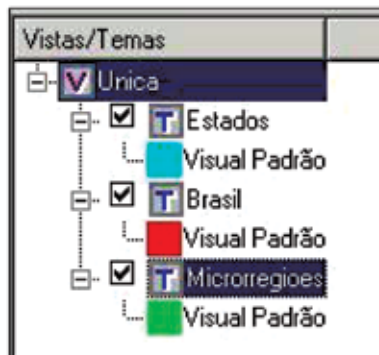 Vistas/Temas
V Unica
T Estados
Visual Padrão
T Brasil
Visual Padrão
T Microrregioes
Visual Padrão